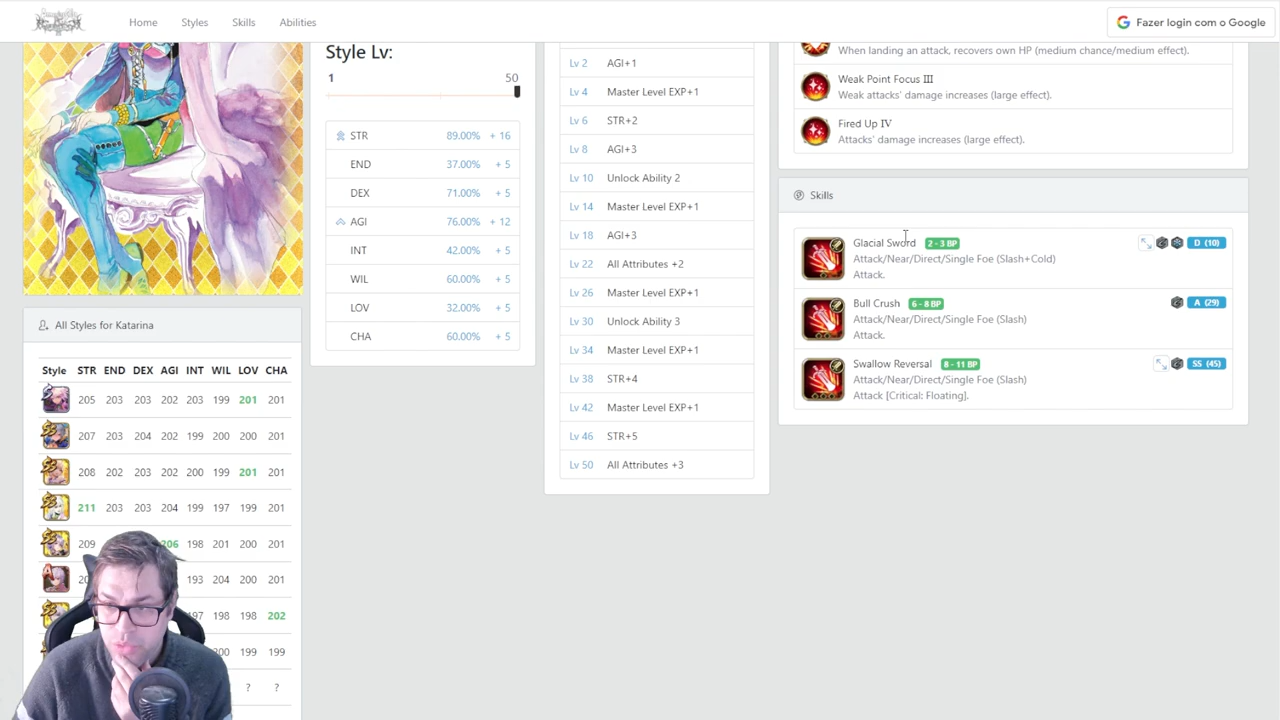 Home
Styles
Skills
Abilities
Fazer login com o Google
Style Lv:
1
50
STR 89.00% + 16
END 37.00% + 5
DEX 71.00% + 5
AGI 76.00% + 12
INT 42.00% + 5
WIL 60.00% + 5
LOV 32.00% + 5
CHA 60.00% + 5
All Styles for Katarina
Style STR END DEX AGI INT WIL LOV CHA
205 203 203 202 203 199 201 201
207 203 204 202 199 200 200 201
208 202 203 202 200 199 201 201
211 203 203 204 199 197 199 201
209 206 198 201 200 201
193 204 200 201
197 198 198 202
199 199
? ?
Lv 2 AGI+1
Lv 4 Master Level EXP+1
Lv 6 STR+2
Lv 8 AGI+3
Lv 10 Unlock Ability 2
Lv 14 Master Level EXP+1
Lv 18 AGI+3
Lv 22 All Attributes +2
Lv 26 Master Level EXP+1
Lv 30 Unlock Ability 3
Lv 34 Master Level EXP+1
Lv 38 STR+4
Lv 42 Master Level EXP+1
Lv 46 STR+5
Lv 50 All Attributes +3
When landing an attack, recovers own HP (medium chance/medium effect).
Weak Point Focus III
Weak attacks' damage increases (large effect).
Fired Up IV
Attacks' damage increases (large effect).
Skills
Glacial Sword 2 - 3 BP D (10)
Attack/Near/Direct/Single Foe (Slash+Cold)
Attack.
Bull Crush 6 - 8 BP A (29)
Attack/Near/Direct/Single Foe (Slash)
Attack.
Swallow Reversal 8 - 11 BP SS (45)
Attack/Near/Direct/Single Foe (Slash)
Attack [Critical: Floating].